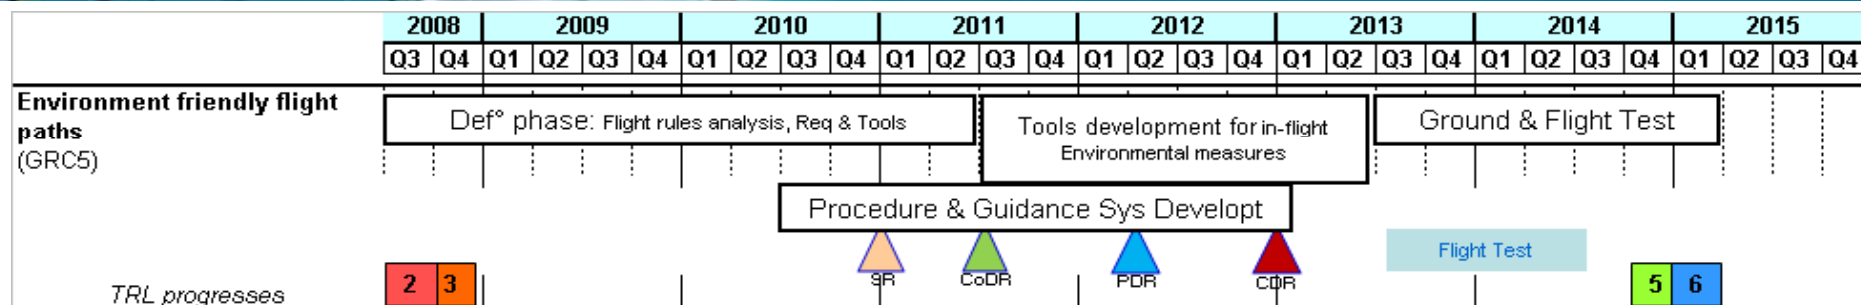 2008 2009 2010 2011 2012 2013 2014 2015
Q3 Q4 Q1 Q2 Q3 Q4 Q1 Q2 Q3 Q4 Q1 Q2 Q3 Q4 Q1 Q2 Q3 Q4 Q1 Q2 Q3 Q4 Q1 Q2 Q3 Q4 Q1 Q2 Q3 Q4
Environment friendly flight
paths
(GRC5)
Def° phase: Flight rules analysis, Req & Tools
Tools development for in-flight
Environmental measures
Ground & Flight Test
Procedure & Guidance Sys Developt
SR CoDR PDR CDR
Flight Test
TRL progresses
2 3 5 6